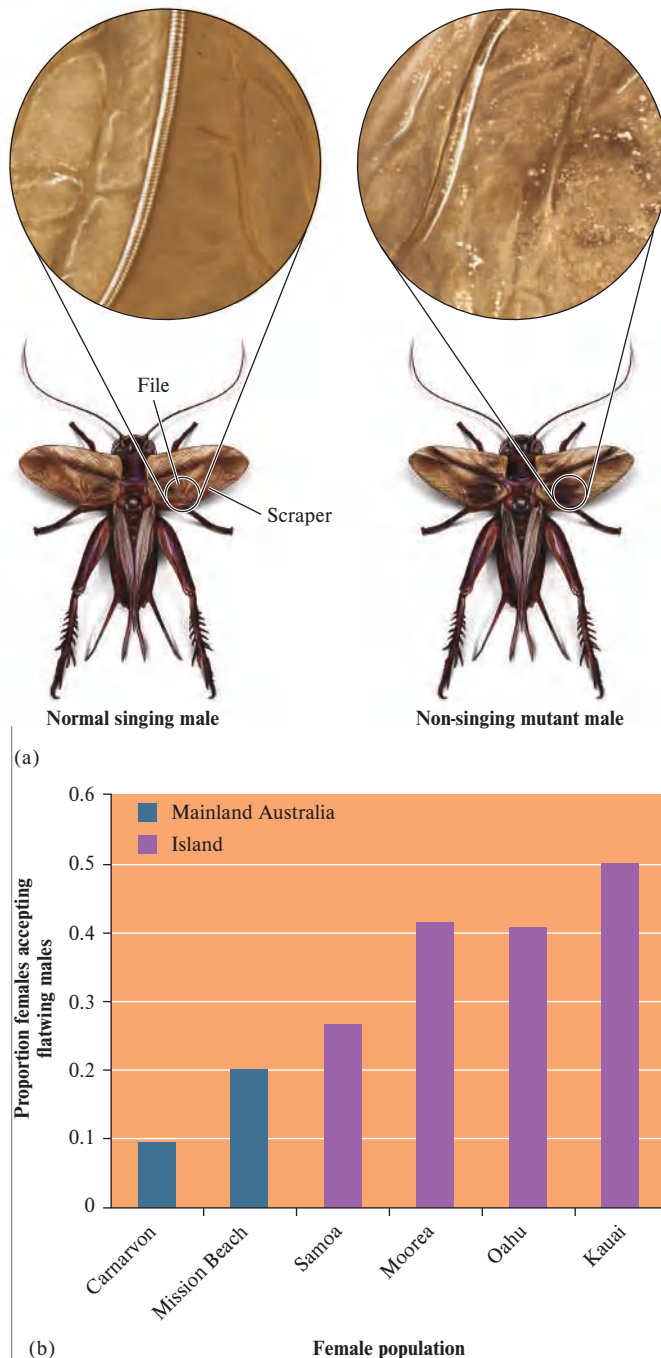 File
Scraper
Normal singing male
Non-singing mutant male
(a)
0.6
0.5
0.4
0.3
0.2
0.1
0
Mainland Australia
Island
Proportion females accepting
flatwing males
Carnarvon
Mission Beach
Samoa
Moorea
Oahu
Kauai
(b)
Female population